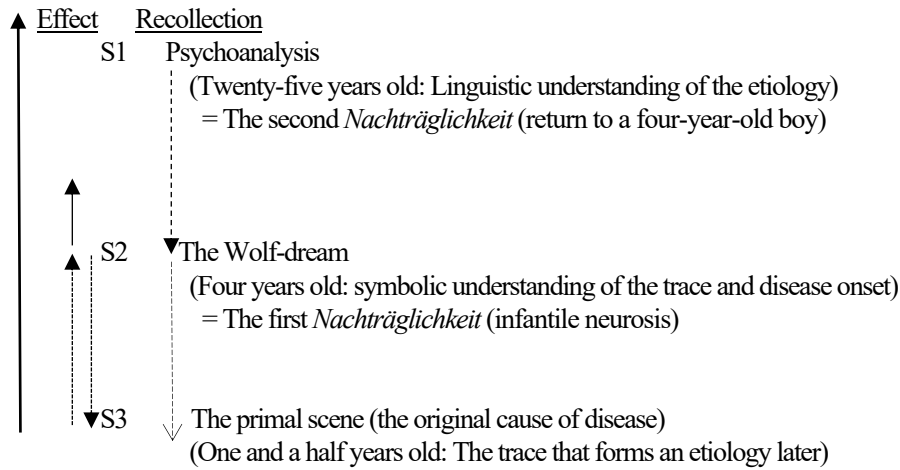 Effect Recollection
S1 Psychoanalysis
(Twenty-five years old: Linguistic understanding of the etiology)
= The second Nachträglichkeit (return to a four-year-old boy)
S2 The Wolf-dream
(Four years old: symbolic understanding of the trace and disease onset)
= The first Nachträglichkeit (infantile neurosis)
S3 The primal scene (the original cause of disease)
(One and a half years old: The trace that forms an etiology later)